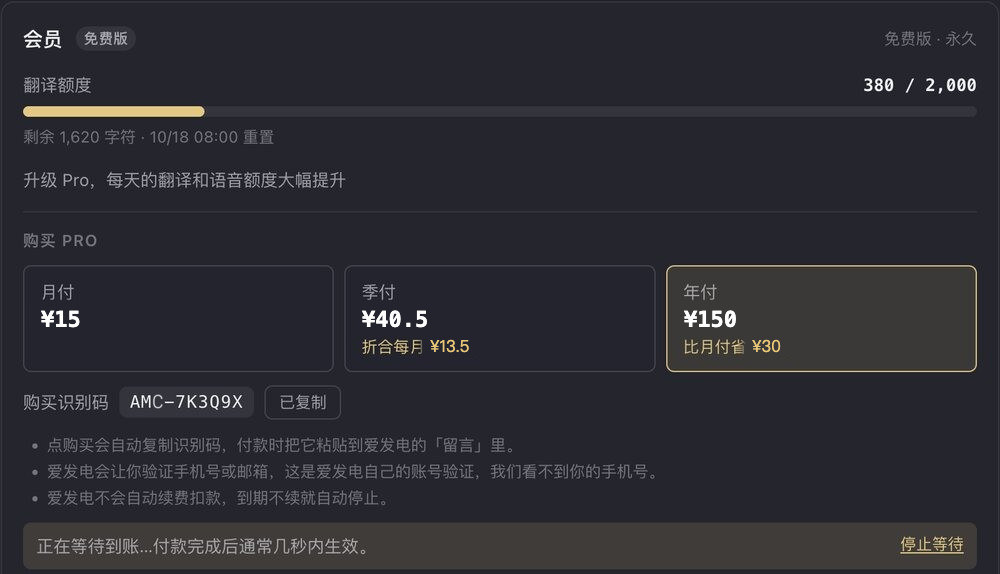 会员 免费版 免费版 · 永久
翻译额度 380 / 2,000
剩余 1,620 字符 · 10/18 08:00 重置
升级 Pro，每天的翻译和语音额度大幅提升
购买 PRO
月付 季付 年付
¥15 ¥40.5 ¥150
折合每月 ¥13.5 比月付省 ¥30
购买识别码 AMC-7K3Q9X 已复制
• 点购买会自动复制识别码，付款时把它粘贴到爱发电的「留言」里。
• 爱发电会让你验证手机号或邮箱，这是爱发电自己的账号验证，我们看不到你的手机号。
• 爱发电不会自动续费扣款，到期不续就自动停止。
正在等待到账…付款完成后通常几秒内生效。 停止等待